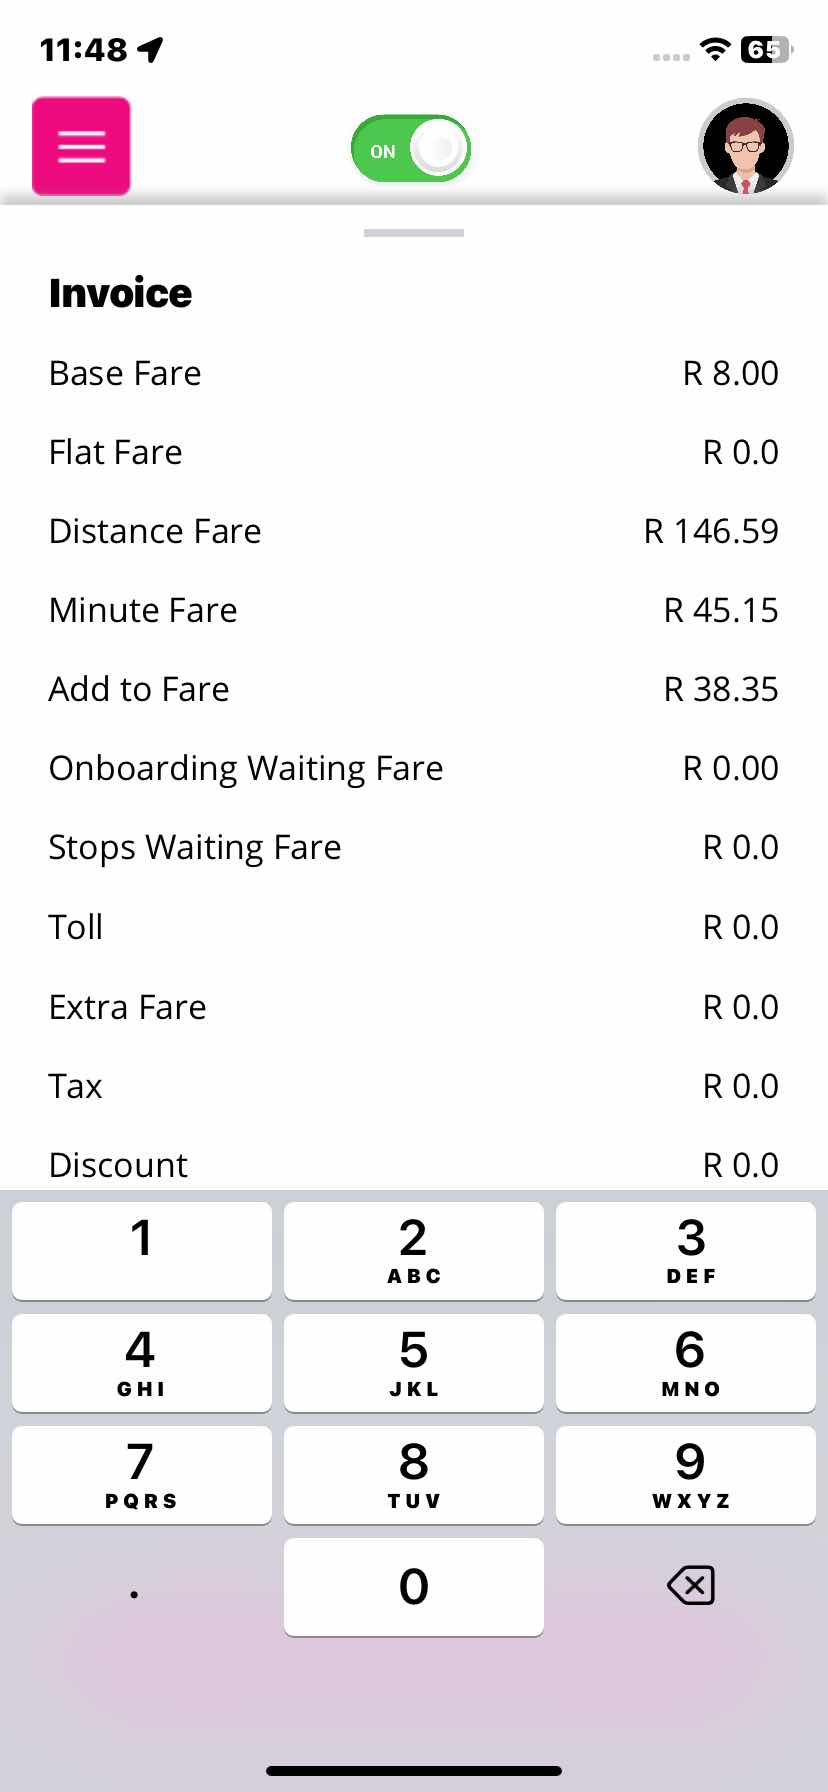 11:48
65
ON
Invoice
Base Fare R 8.00
Flat Fare R 0.0
Distance Fare R 146.59
Minute Fare R 45.15
Add to Fare R 38.35
Onboarding Waiting Fare R 0.00
Stops Waiting Fare R 0.0
Toll R 0.0
Extra Fare R 0.0
Tax R 0.0
Discount R 0.0
1 2 3
ABC DEF
4 5 6
GHI JKL MNO
7 8 9
PQRS TUV WXYZ
. 0